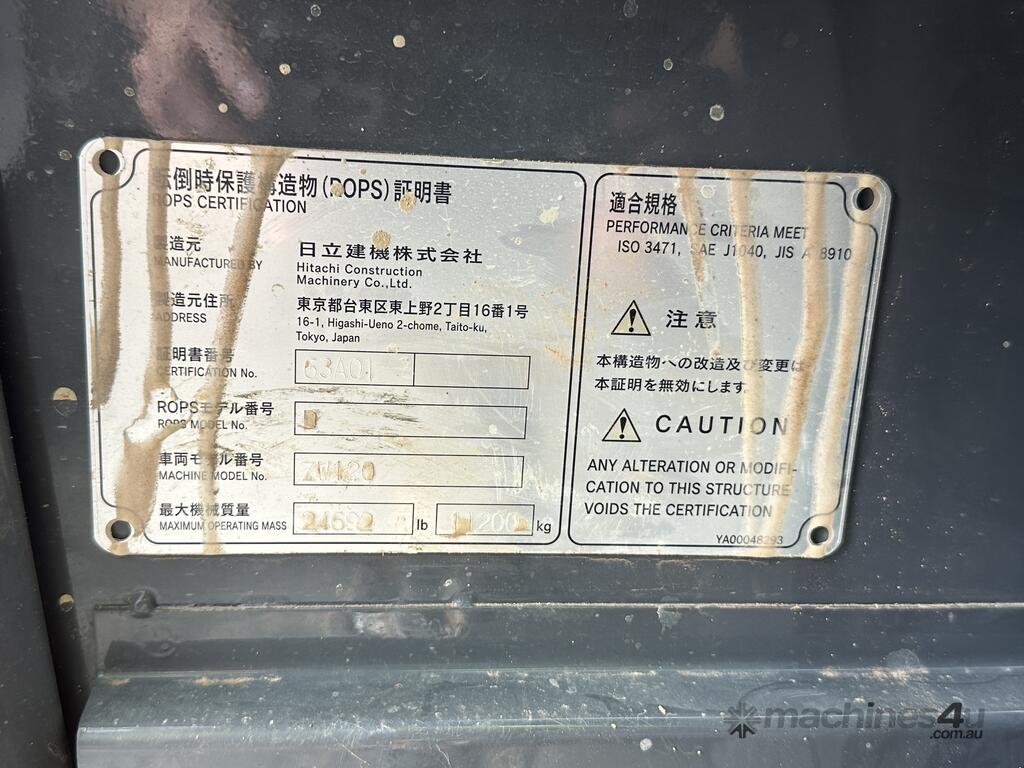 転倒時保護構造物(ROPS)証明書
ROPS CERTIFICATION
製造元
MANUFACTURED BY
日立建機株式会社
Hitachi Construction
Machinery Co.,Ltd.
製造元住所
ADDRESS
東京都台東区東上野2丁目16番1号
16-1, Higashi-Ueno 2-chome, Taito-ku,
Tokyo, Japan
証明書番号
CERTIFICATION No.
ROPSモデル番号
ROPS MODEL No.
車両モデル番号
MACHINE MODEL No. ZW120
最大機械質量
MAXIMUM OPERATING MASS 24692 lb 11200 kg
適合規格
PERFORMANCE CRITERIA MEET
ISO 3471, SAE J1040, JIS A 8910
注意
本構造物への改造及び変更は
本証明を無効にします。
CAUTION
ANY ALTERATION OR MODIFI-
CATION TO THIS STRUCTURE
VOIDS THE CERTIFICATION
YA00048293
machines4u
.com.au